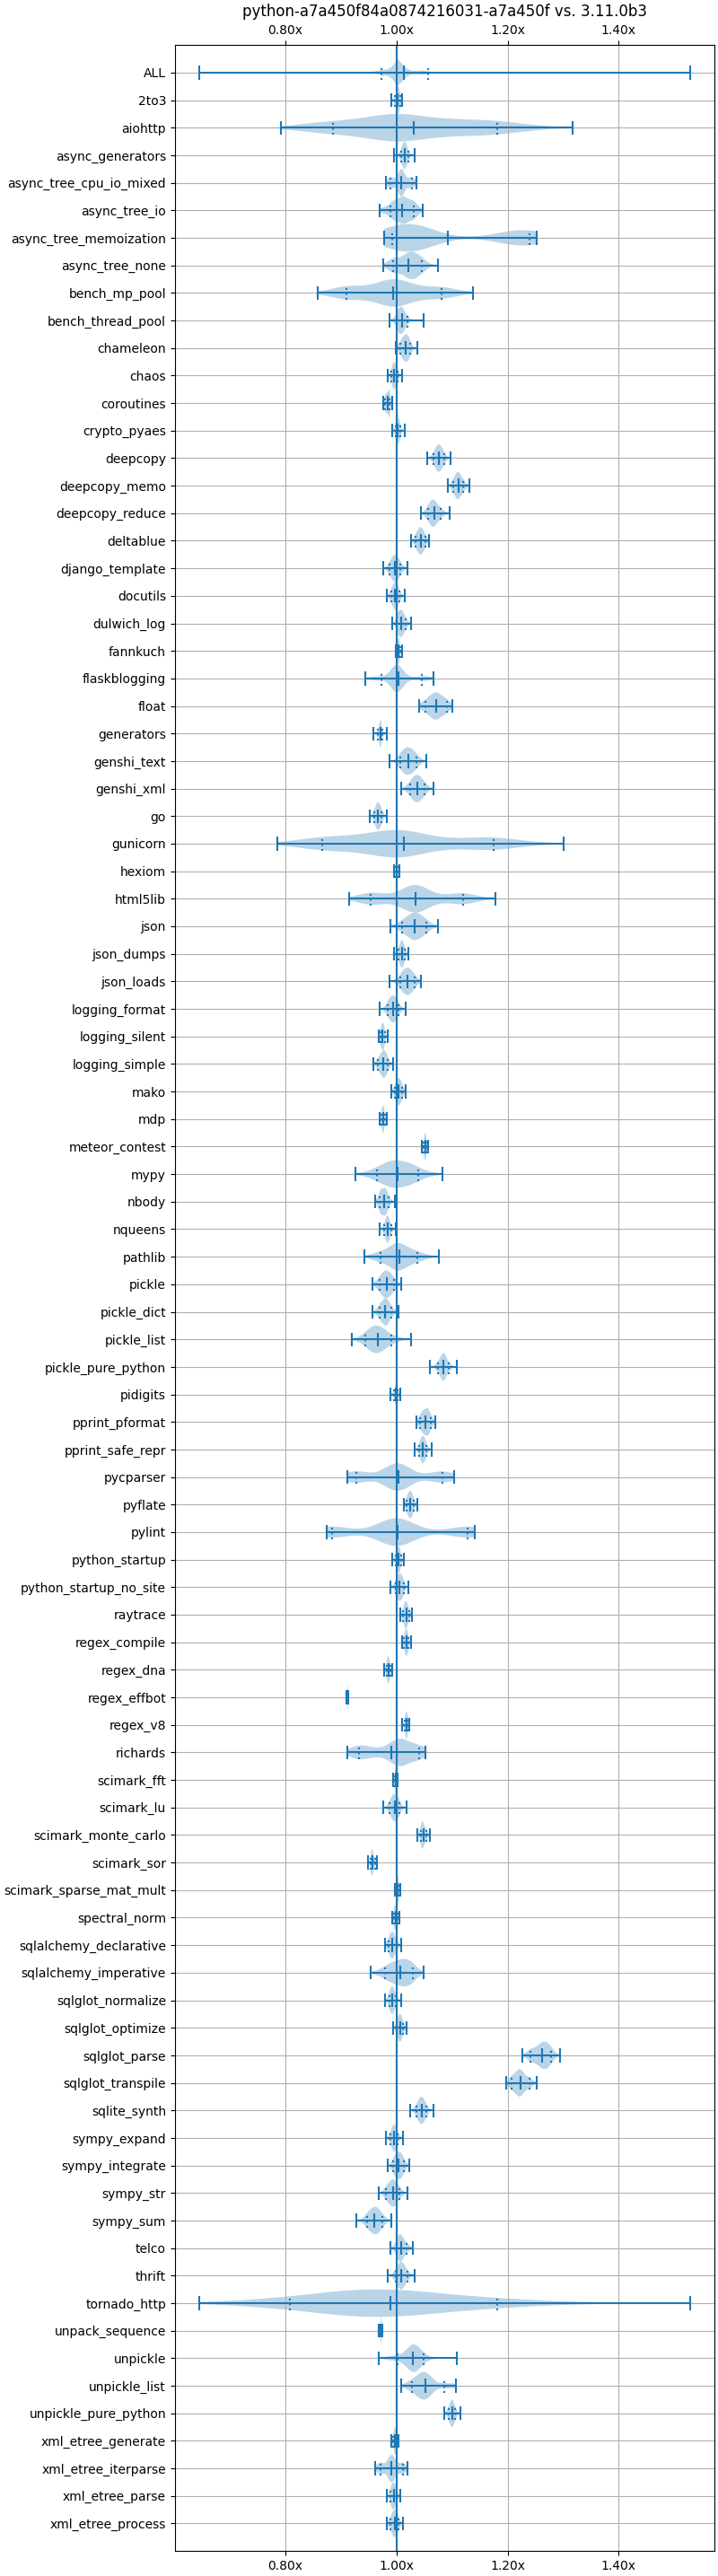 python-a7a450f84a0874216031-a7a450f vs. 3.11.0b3
0.80x 1.00x 1.20x 1.40x
ALL
2to3
aiohttp
async_generators
async_tree_cpu_io_mixed
async_tree_io
async_tree_memoization
async_tree_none
bench_mp_pool
bench_thread_pool
chameleon
chaos
coroutines
crypto_pyaes
deepcopy
deepcopy_memo
deepcopy_reduce
deltablue
django_template
docutils
dulwich_log
fannkuch
flaskblogging
float
generators
genshi_text
genshi_xml
go
gunicorn
hexiom
html5lib
json
json_dumps
json_loads
logging_format
logging_silent
logging_simple
mako
mdp
meteor_contest
mypy
nbody
nqueens
pathlib
pickle
pickle_dict
pickle_list
pickle_pure_python
pidigits
pprint_pformat
pprint_safe_repr
pycparser
pyflate
pylint
python_startup
python_startup_no_site
raytrace
regex_compile
regex_dna
regex_effbot
regex_v8
richards
scimark_fft
scimark_lu
scimark_monte_carlo
scimark_sor
scimark_sparse_mat_mult
spectral_norm
sqlalchemy_declarative
sqlalchemy_imperative
sqlglot_normalize
sqlglot_optimize
sqlglot_parse
sqlglot_transpile
sqlite_synth
sympy_expand
sympy_integrate
sympy_str
sympy_sum
telco
thrift
tornado_http
unpack_sequence
unpickle
unpickle_list
unpickle_pure_python
xml_etree_generate
xml_etree_iterparse
xml_etree_parse
xml_etree_process
0.80x 1.00x 1.20x 1.40x